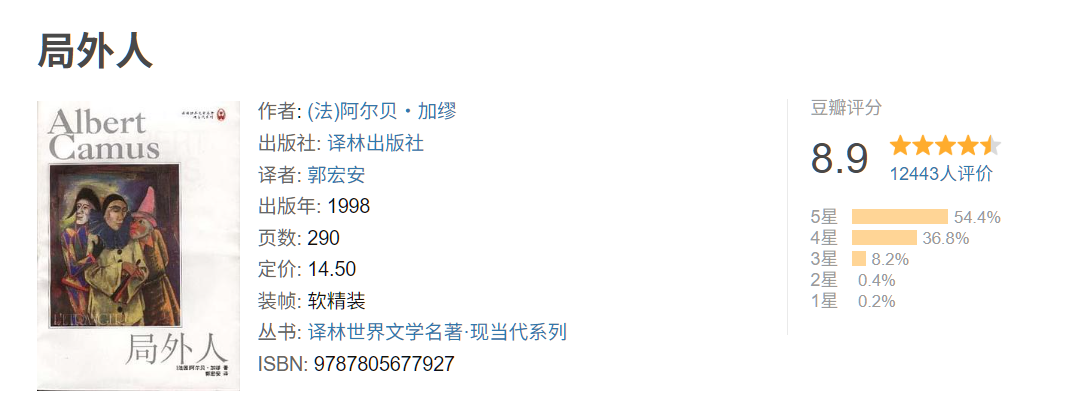 局外人
Albert
Camus
L'ETRANGER
局外人
[法国]阿尔贝·加缪 著
郭宏安 译
作者: (法)阿尔贝・加缪
出版社: 译林出版社
译者: 郭宏安
出版年: 1998
页数: 290
定价: 14.50
装帧: 软精装
丛书: 译林世界文学名著·现当代系列
ISBN: 9787805677927
豆瓣评分
8.9
12443人评价
5星 54.4%
4星 36.8%
3星 8.2%
2星 0.4%
1星 0.2%